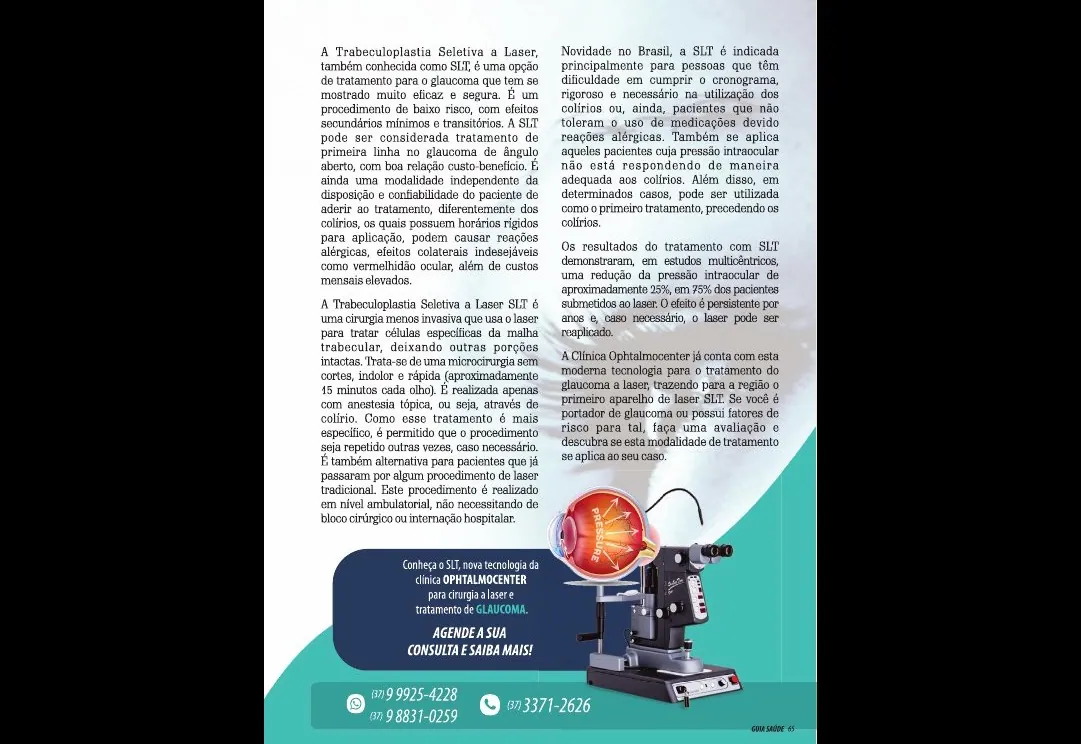 A Trabeculoplastia Seletiva a Laser,
também conhecida como SLT, é uma opção
de tratamento para o glaucoma que tem se
mostrado muito eficaz e segura. É um
procedimento de baixo risco, com efeitos
secundários mínimos e transitórios. A SLT
pode ser considerada tratamento de
primeira linha no glaucoma de ângulo
aberto, com boa relação custo-benefício. É
ainda uma modalidade independente da
disposição e confiabilidade do paciente de
aderir ao tratamento, diferentemente dos
colírios, os quais possuem horários rígidos
para aplicação, podem causar reações
alérgicas, efeitos colaterais indesejáveis
como vermelhidão ocular, além de custos
mensais elevados.
A Trabeculoplastia Seletiva a Laser SLT é
uma cirurgia menos invasiva que usa o laser
para tratar células específicas da malha
trabecular, deixando outras porções
intactas. Trata-se de uma microcirurgia sem
cortes, indolor e rápida (aproximadamente
15 minutos cada olho). É realizada apenas
com anestesia tópica, ou seja, através de
colírio. Como esse tratamento é mais
específico, é permitido que o procedimento
seja repetido outras vezes, caso necessário.
É também alternativa para pacientes que já
passaram por algum procedimento de laser
tradicional. Este procedimento é realizado
em nível ambulatorial, não necessitando de
bloco cirúrgico ou internação hospitalar.
Novidade no Brasil, a SLT é indicada
principalmente para pessoas que têm
dificuldade em cumprir o cronograma,
rigoroso e necessário na utilização dos
colírios ou, ainda, pacientes que não
toleram o uso de medicações devido
reações alérgicas. Também se aplica
aqueles pacientes cuja pressão intraocular
não está respondendo de maneira
adequada aos colírios. Além disso, em
determinados casos, pode ser utilizada
como o primeiro tratamento, precedendo os
colírios.
Os resultados do tratamento com SLT
demonstraram, em estudos multicêntricos,
uma redução da pressão intraocular de
aproximadamente 25%, em 75% dos pacientes
submetidos ao laser. O efeito é persistente por
anos e, caso necessário, o laser pode ser
reaplicado.
A Clínica Ophtalmocenter já conta com esta
moderna tecnologia para o tratamento do
glaucoma a laser, trazendo para a região o
primeiro aparelho de laser SLT. Se você é
portador de glaucoma ou possui fatores de
risco para tal, faça uma avaliação e
descubra se esta modalidade de tratamento
se aplica ao seu caso.
PRESSURE
Conheça o SLT, nova tecnologia da
clínica OPHTALMOCENTER
para cirurgia a laser e
tratamento de GLAUCOMA.
AGENDE A SUA
CONSULTA E SAIBA MAIS!
(37) 9 9925-4228
(37) 9 8831-0259
(37) 3371-2626
GUIA SAÚDE 65